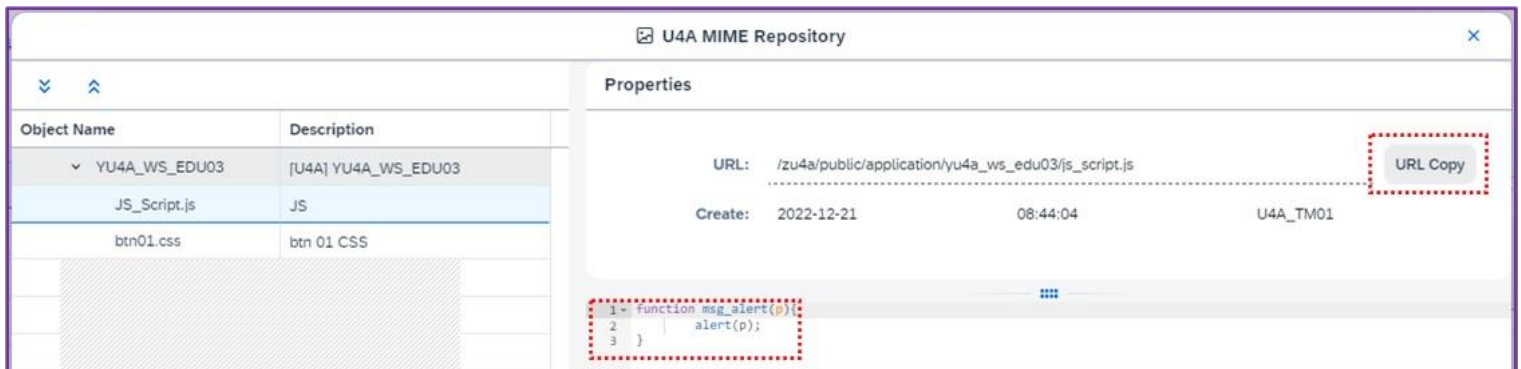 U4A MIME Repository
Properties
Object Name Description
YU4A_WS_EDU03 [U4A] YU4A_WS_EDU03
JS_Script.js JS
btn01.css btn 01 CSS
URL: /zu4a/public/application/yu4a_ws_edu03/js_script.js URL Copy
Create: 2022-12-21 08:44:04 U4A_TM01
1 function msg_alert(p){
2 alert(p);
3 }